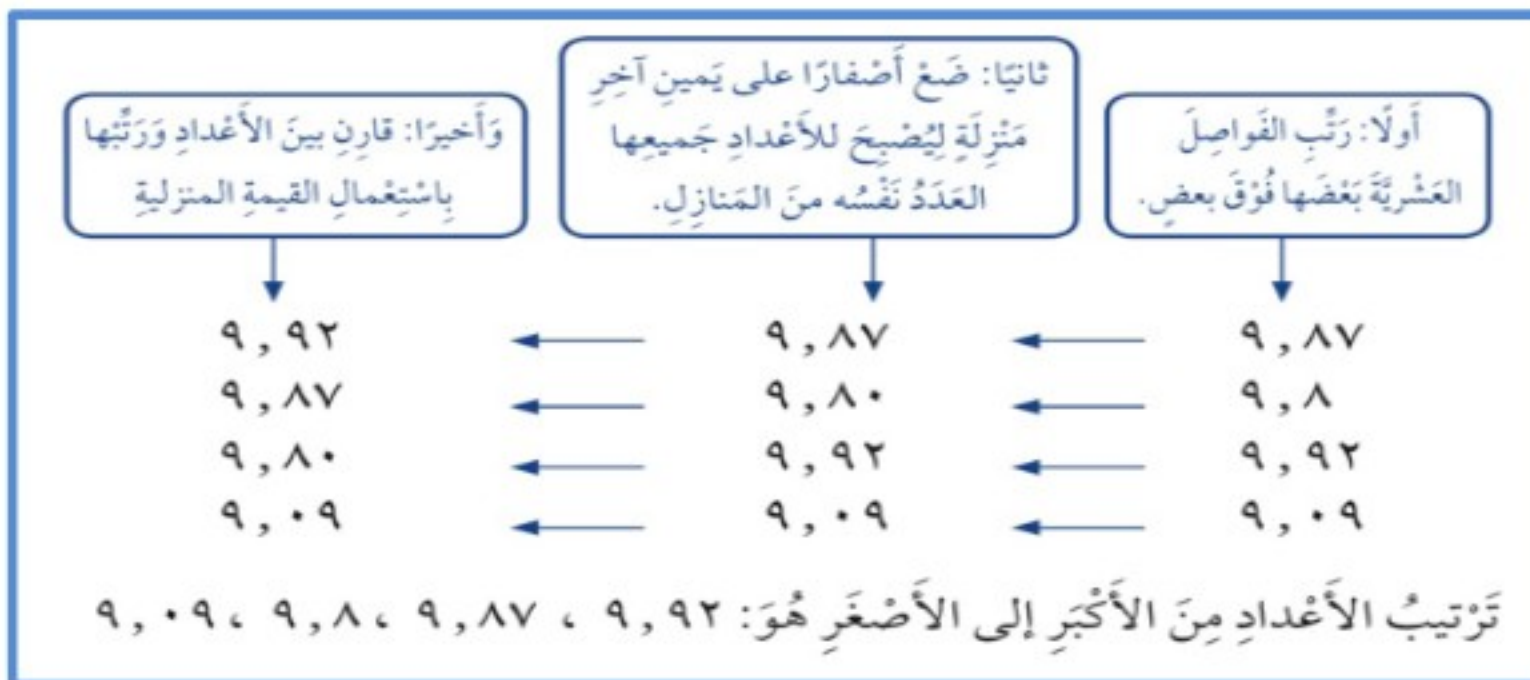 أَولًا: رَتِّبِ الفَواصِلَ
العَشْرِيَّةَ بَعْضَها فُوْقَ بعضٍ.
ثانيًا: ضَعْ أَصْفارًا على يَمينِ آخِرِ
مَنْزِلَةٍ لِيُصْبِحَ للأَعْدادِ جَميعِها
العَدَدُ نَفْسُه منَ المَنازِلِ.
وَأَخيرًا: قارِنِ بينَ الأَعْدادِ وَرَتِّبْها
بِاسْتِعْمالِ القيمةِ المنزليةِ
٩,٨٧ ← ٩,٨٧ ← ٩,٩٢
٩,٨ ← ٩,٨٠ ← ٩,٨٧
٩,٩٢ ← ٩,٩٢ ← ٩,٨٠
٩,٠٩ ← ٩,٠٩ ← ٩,٠٩
تَرْتيبُ الأَعْدادِ مِنَ الأَكْبَرِ إلى الأَصْغَرِ هُوَ: ٩,٩٢ ، ٩,٨٧ ، ٩,٨ ، ٩,٠٩